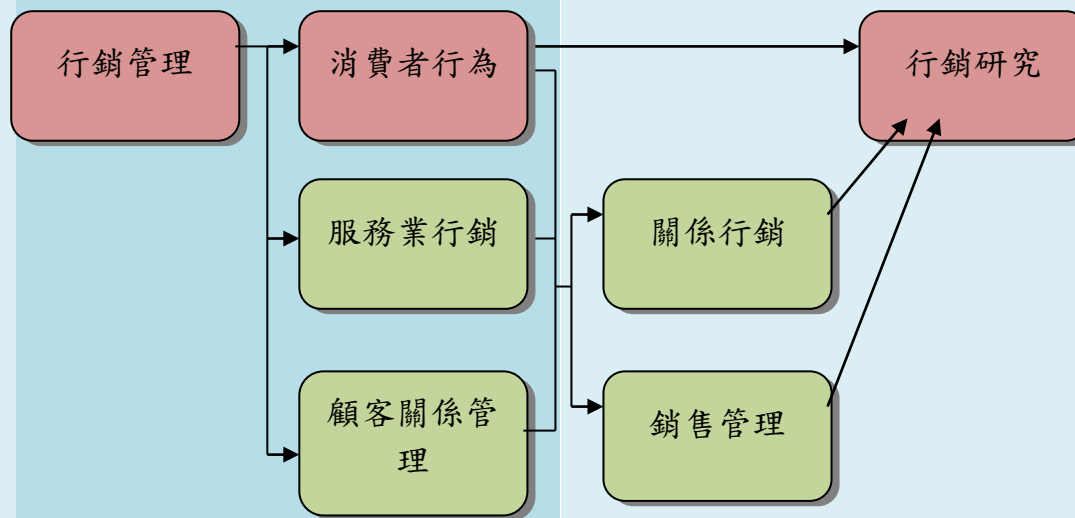 行銷管理
消費者行為
行銷研究
服務業行銷
關係行銷
顧客關係管
理
銷售管理